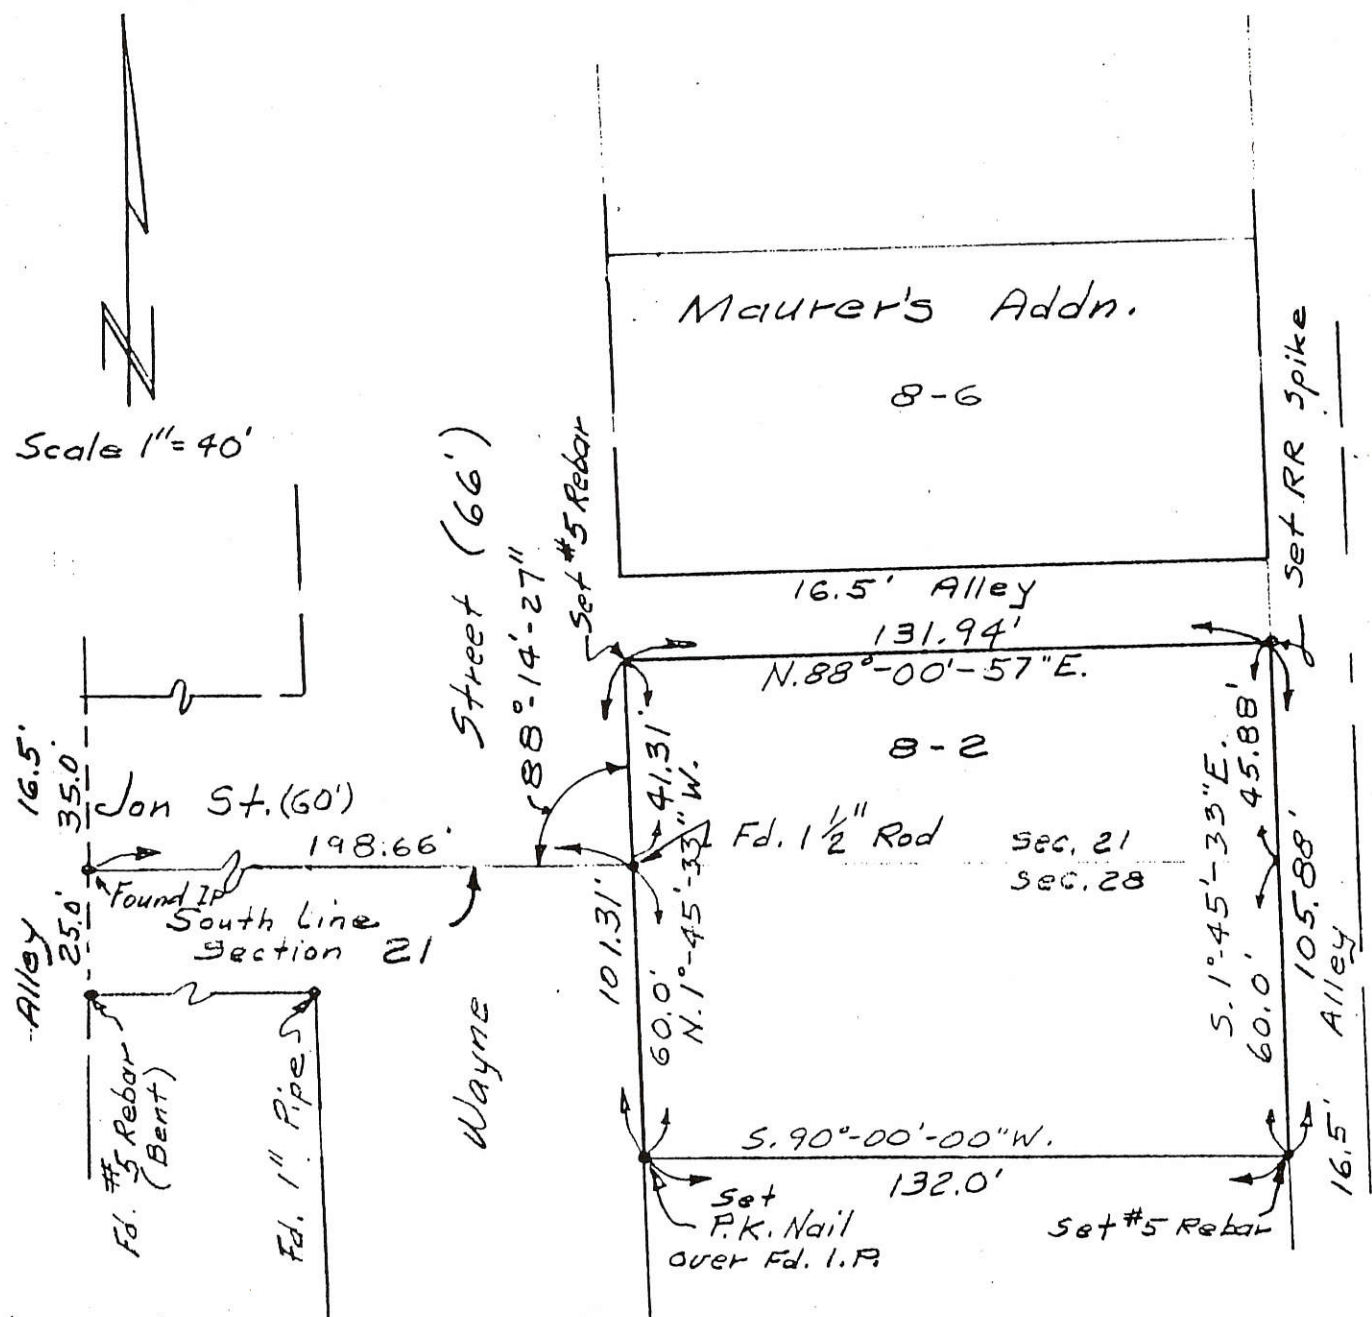 N
Scale 1"=40'
Maurer's Addn.
8-6
Set RR Spike
Set #5 Rebar
Street (66')
88°-14'-27"
16.5' Alley
131.94'
N.88°-00'-57"E.
8-2
16.5'
35.0'
Jon St. (60')
198.66'
41.31'
Fd. 1 1/2" Rod
Sec. 21
Sec. 28
S. 1°-45'-33"E.
45.88'
105.88'
Found IP
South Line
Section 21
Alley
25.0'
101.31"
60.0'
N. 1°-45'-33" W.
60.0'
16.5' Alley
Wayne
Fd. #5 Rebar
(Bent)
Fd. 1" Pipe
S. 90°-00'-00"W.
132.0'
Set
P.K. Nail
over Fd. I.P.
Set #5 Rebar